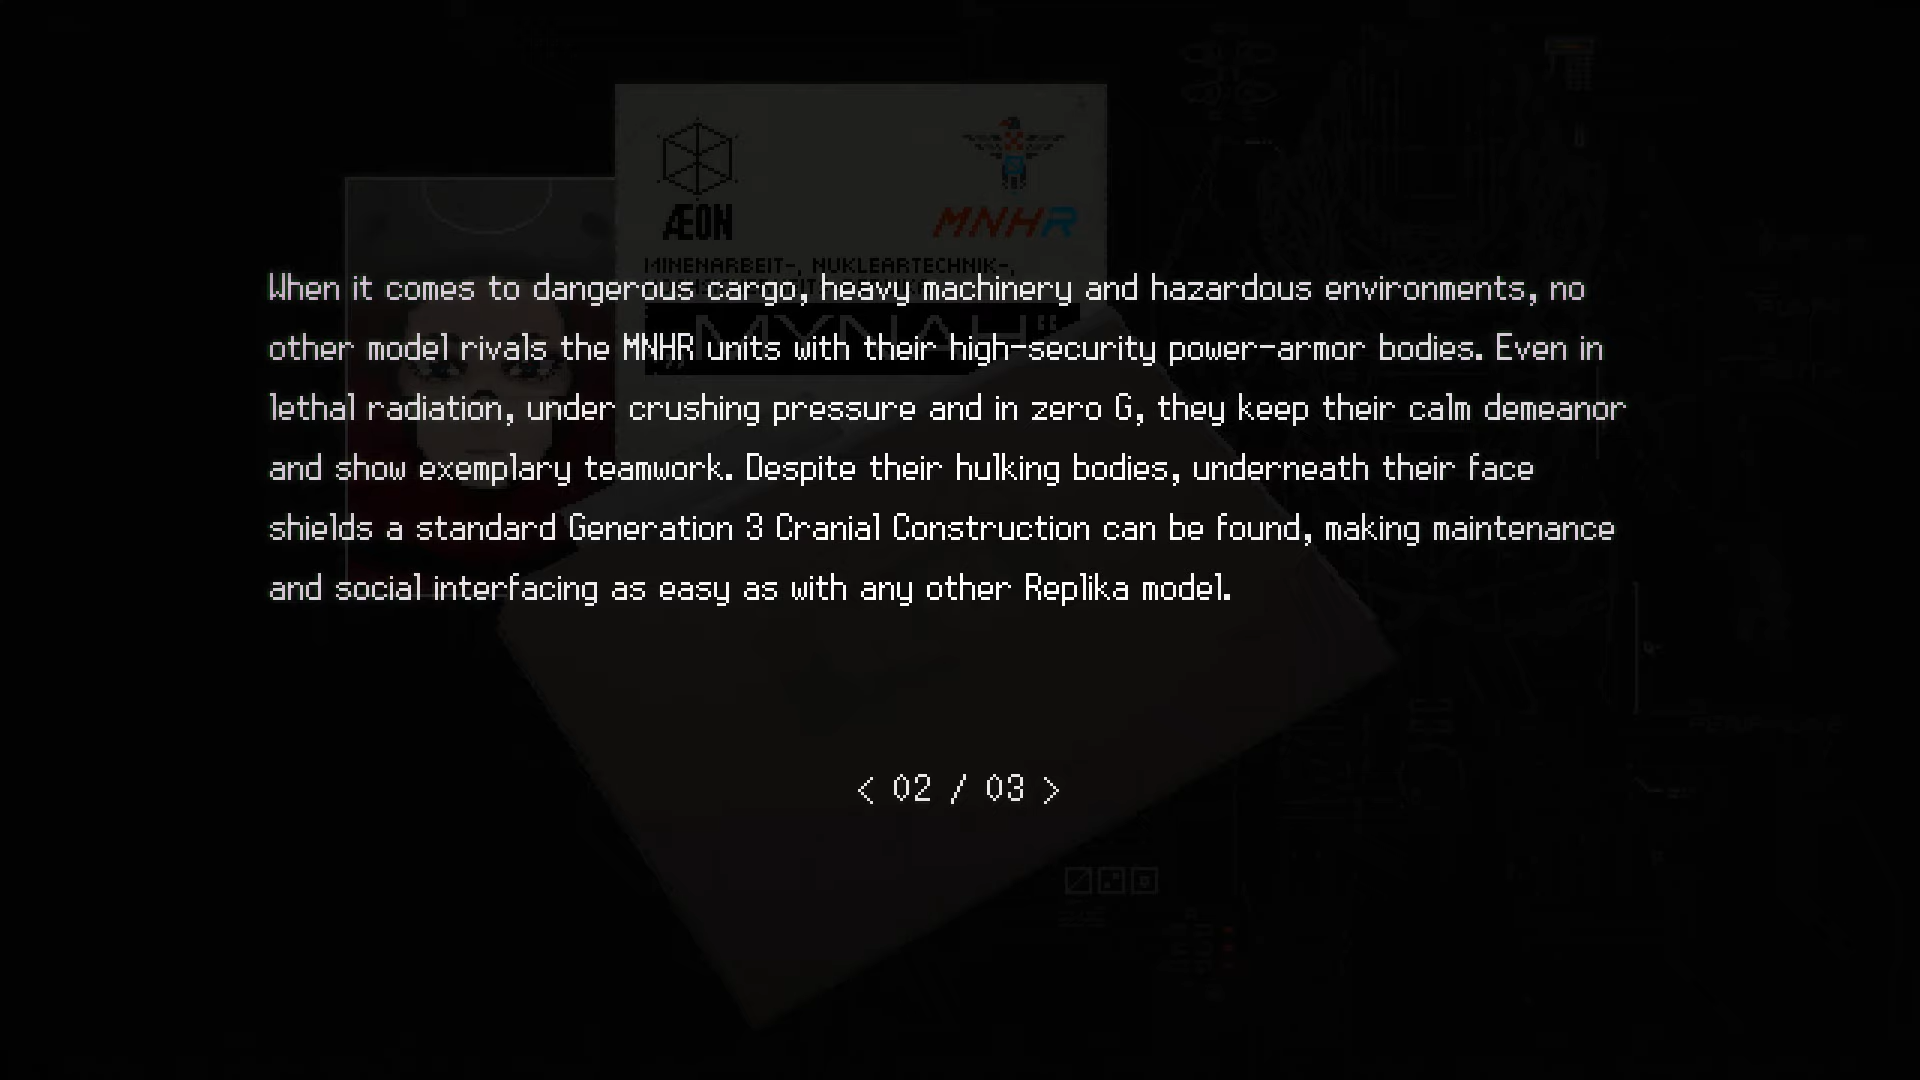 ÆON
MNHR
MINENARBEIT-, NUKLEARTECHNIK-,
„MYNAH“
When it comes to dangerous cargo, heavy machinery and hazardous environments, no
other model rivals the MNHR units with their high-security power-armor bodies. Even in
lethal radiation, under crushing pressure and in zero G, they keep their calm demeanor
and show exemplary teamwork. Despite their hulking bodies, underneath their face
shields a standard Generation 3 Cranial Construction can be found, making maintenance
and social interfacing as easy as with any other Replika model.
< 02 / 03 >